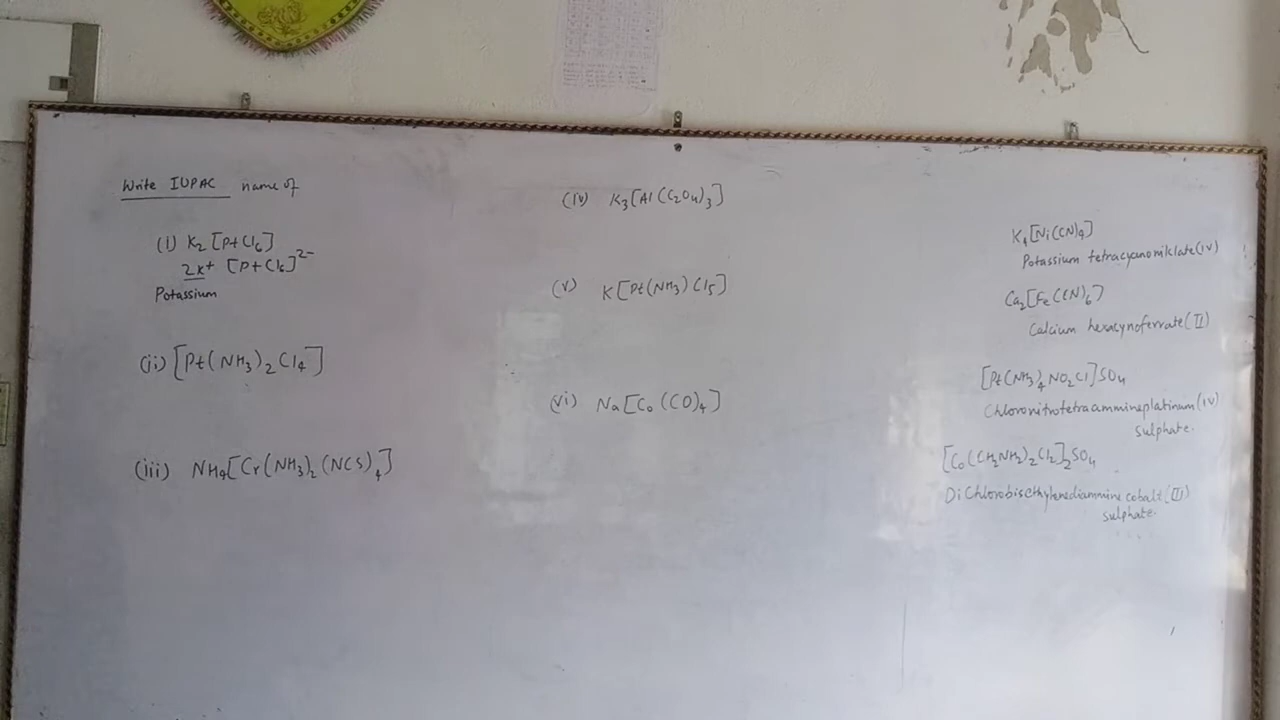 Write IUPAC name of
(i) K2 [PtCl6]
2K+ [PtCl6]2-
Potassium
(ii) [Pt(NH3)2Cl4]
(iii) NH4[Cr(NH3)2(NCS)4]
(iv) K3[Al(C2O4)3]
(v) K[Pt(NH3)Cl5]
(vi) Na[Co(CO)4]
K4[Ni(CN)4]
Potassium tetracyanoniklate(iv)
Ca2[Fe(CN)6]
Calcium hexacynoferrate(II)
[Pt(NH3)4NO2Cl]SO4
Chloronitrotetraammineplatinum(iv)
sulphate.
[Co(CH2NH2)2Cl2]2SO4
DiChlorobisethylenediammine cobalt(III)
sulphate.